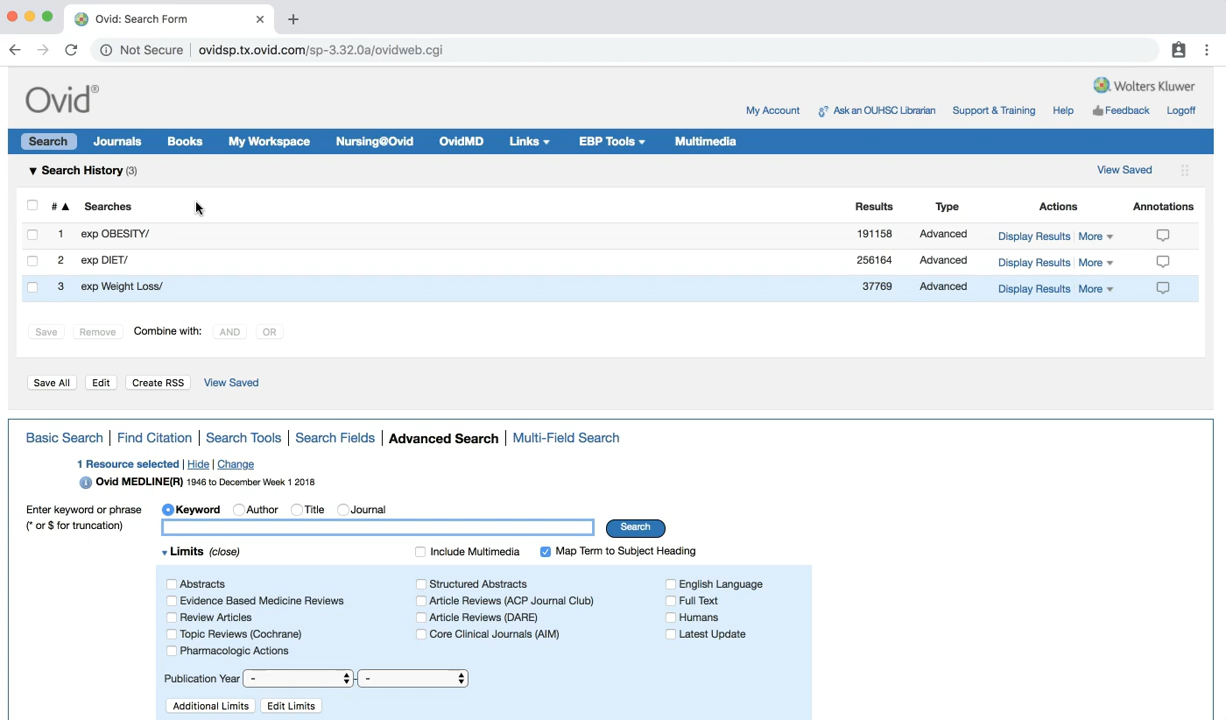 Ovid: Search Form
Not Secure | ovidsp.tx.ovid.com/sp-3.32.0a/ovidweb.cgi
Ovid®
Wolters Kluwer
My Account Ask an OUHSC Librarian Support & Training Help Feedback Logoff
Search Journals Books My Workspace Nursing@Ovid OvidMD Links EBP Tools Multimedia
Search History (3) View Saved
# Searches Results Type Actions Annotations
1 exp OBESITY/ 191158 Advanced Display Results More
2 exp DIET/ 256164 Advanced Display Results More
3 exp Weight Loss/ 37769 Advanced Display Results More
Save Remove Combine with: AND OR
Save All Edit Create RSS View Saved
Basic Search | Find Citation | Search Tools | Search Fields | Advanced Search | Multi-Field Search
1 Resource selected | Hide | Change
Ovid MEDLINE(R) 1946 to December Week 1 2018
Enter keyword or phrase Keyword Author Title Journal
(* or $ for truncation) Search
Limits (close) Include Multimedia Map Term to Subject Heading
Abstracts Structured Abstracts English Language
Evidence Based Medicine Reviews Article Reviews (ACP Journal Club) Full Text
Review Articles Article Reviews (DARE) Humans
Topic Reviews (Cochrane) Core Clinical Journals (AIM) Latest Update
Pharmacologic Actions
Publication Year - - -
Additional Limits Edit Limits